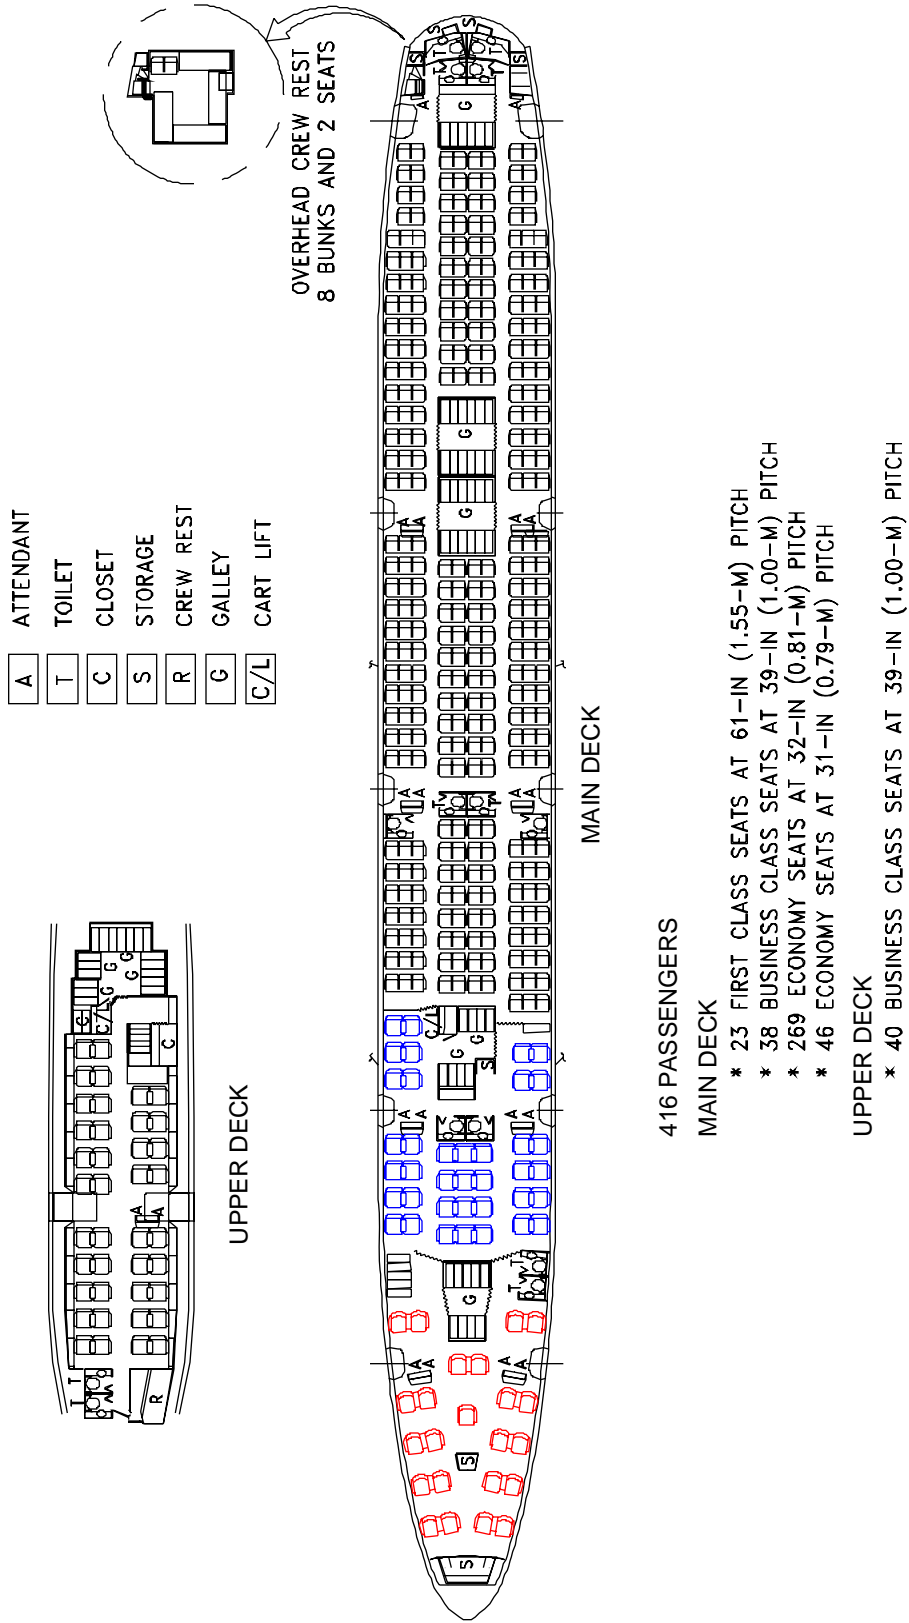 A ATTENDANT
T TOILET
C CLOSET
S STORAGE
R CREW REST
G GALLEY
C/L CART LIFT
T T
R
A
A
C
C
C/L
G
G
G
G
UPPER DECK
OVERHEAD CREW REST
8 BUNKS AND 2 SEATS
S
S
A
A
A
A
G
T
T
A
A
A
A
S
G
G
C/L
T
T
A
A
A
A
G
G
A
A
A
A
G
A
A
T
T
S
S
S
S
MAIN DECK
416 PASSENGERS
MAIN DECK
* 23 FIRST CLASS SEATS AT 61-IN (1.55-M) PITCH
* 38 BUSINESS CLASS SEATS AT 39-IN (1.00-M) PITCH
* 269 ECONOMY SEATS AT 32-IN (0.81-M) PITCH
* 46 ECONOMY SEATS AT 31-IN (0.79-M) PITCH
UPPER DECK
* 40 BUSINESS CLASS SEATS AT 39-IN (1.00-M) PITCH